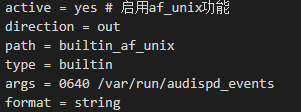 active = yes # 启用af_unix功能
direction = out
path = builtin_af_unix
type = builtin
args = 0640 /var/run/audispd_events
format = string